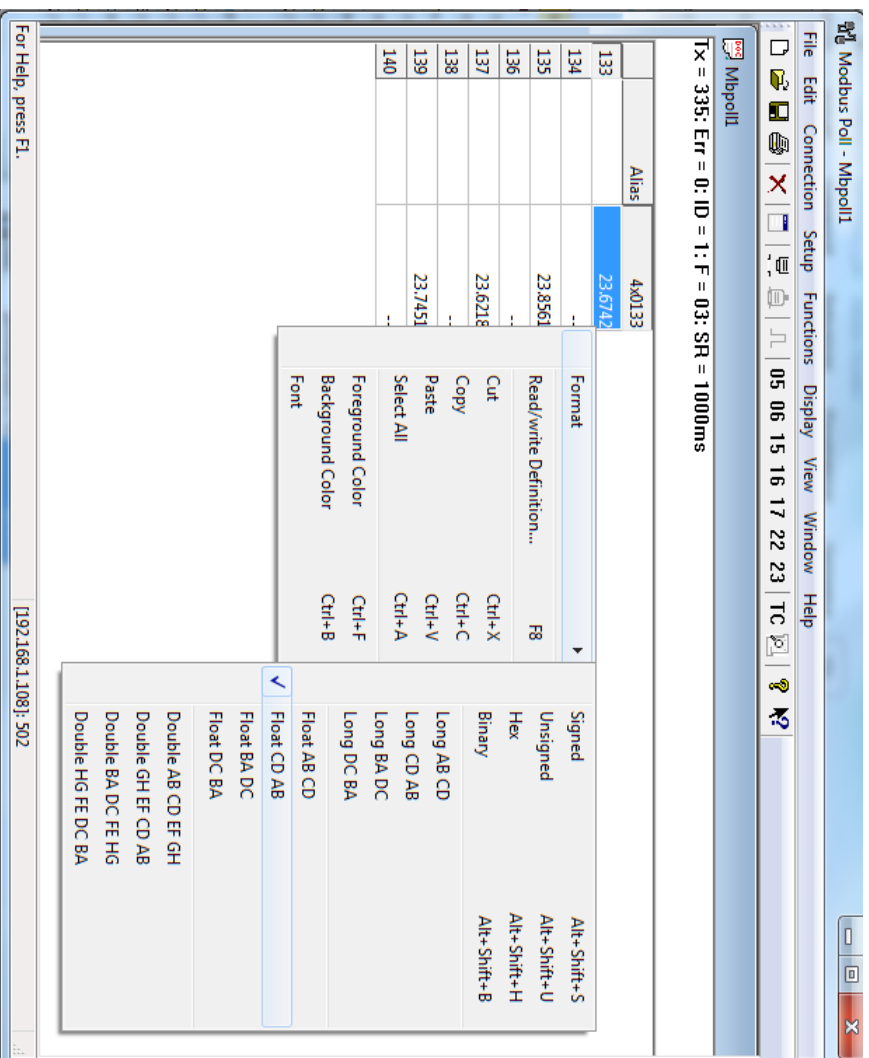 Modbus Poll - Mbpoll1
File Edit Connection Setup Functions Display View Window Help
05 06 15 16 17 22 23 TC
Mbpoll1
Tx = 335: Err = 0: ID = 1: F = 03: SR = 1000ms
Alias 4x0133
133 23.6742
134 --
135 23.8561
136 --
137 23.6218
138 --
139 23.7451
140 --
Format
Read/write Definition... F8
Cut Ctrl+X
Copy Ctrl+C
Paste Ctrl+V
Select All Ctrl+A
Foreground Color Ctrl+F
Background Color Ctrl+B
Font
Signed Alt+Shift+S
Unsigned Alt+Shift+U
Hex Alt+Shift+H
Binary Alt+Shift+B
Long AB CD
Long CD AB
Long BA DC
Long DC BA
Float AB CD
Float CD AB
Float BA DC
Float DC BA
Double AB CD EF GH
Double GH EF CD AB
Double BA DC FE HG
Double HG FE DC BA
For Help, press F1.
[192.168.1.108]: 502